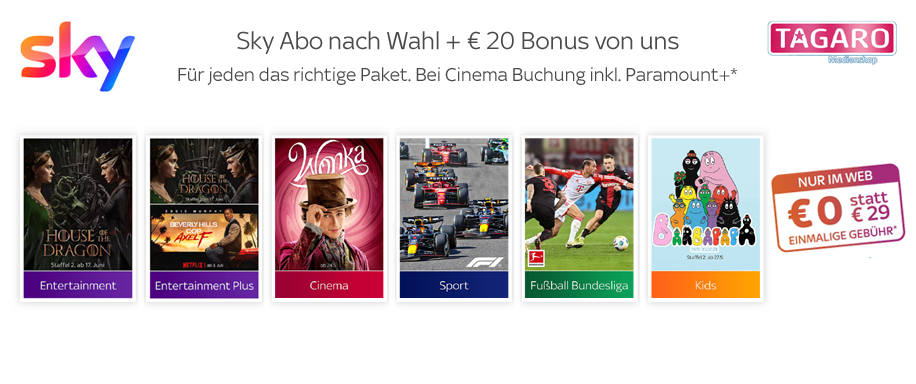 sky
Sky Abo nach Wahl + € 20 Bonus von uns
Für jeden das richtige Paket. Bei Cinema Buchung inkl. Paramount+*
TAGARO
Medienshop
HOUSE OF THE
DRAGON
Staffel 2, ab 17. Juni
Entertainment
HOUSE OF THE
DRAGON
Staffel 2, ab 17. Juni
EDDIE MURPHY
BEVERLY HILLS
COP
AXEL F
NETFLIX
ab 3. Juli
Entertainment Plus
Wonka
Cinema
F1
Sport
Fußball Bundesliga
BARBAPAPA
Staffel 2, ab 27.5.
Kids
NUR IM WEB
€ 0 statt
€ 29
EINMALIGE GEBÜHR*